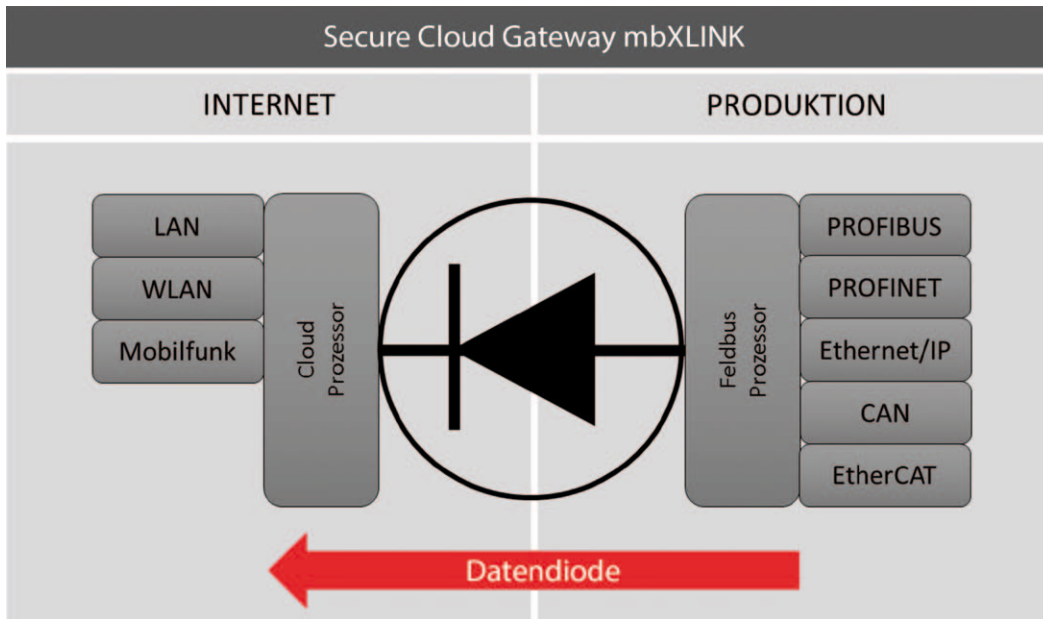 Secure Cloud Gateway mbXLINK
INTERNET
PRODUKTION
LAN
WLAN
Mobilfunk
Cloud
Prozessor
Feldbus
Prozessor
PROFIBUS
PROFINET
Ethernet/IP
CAN
EtherCAT
Datendiode